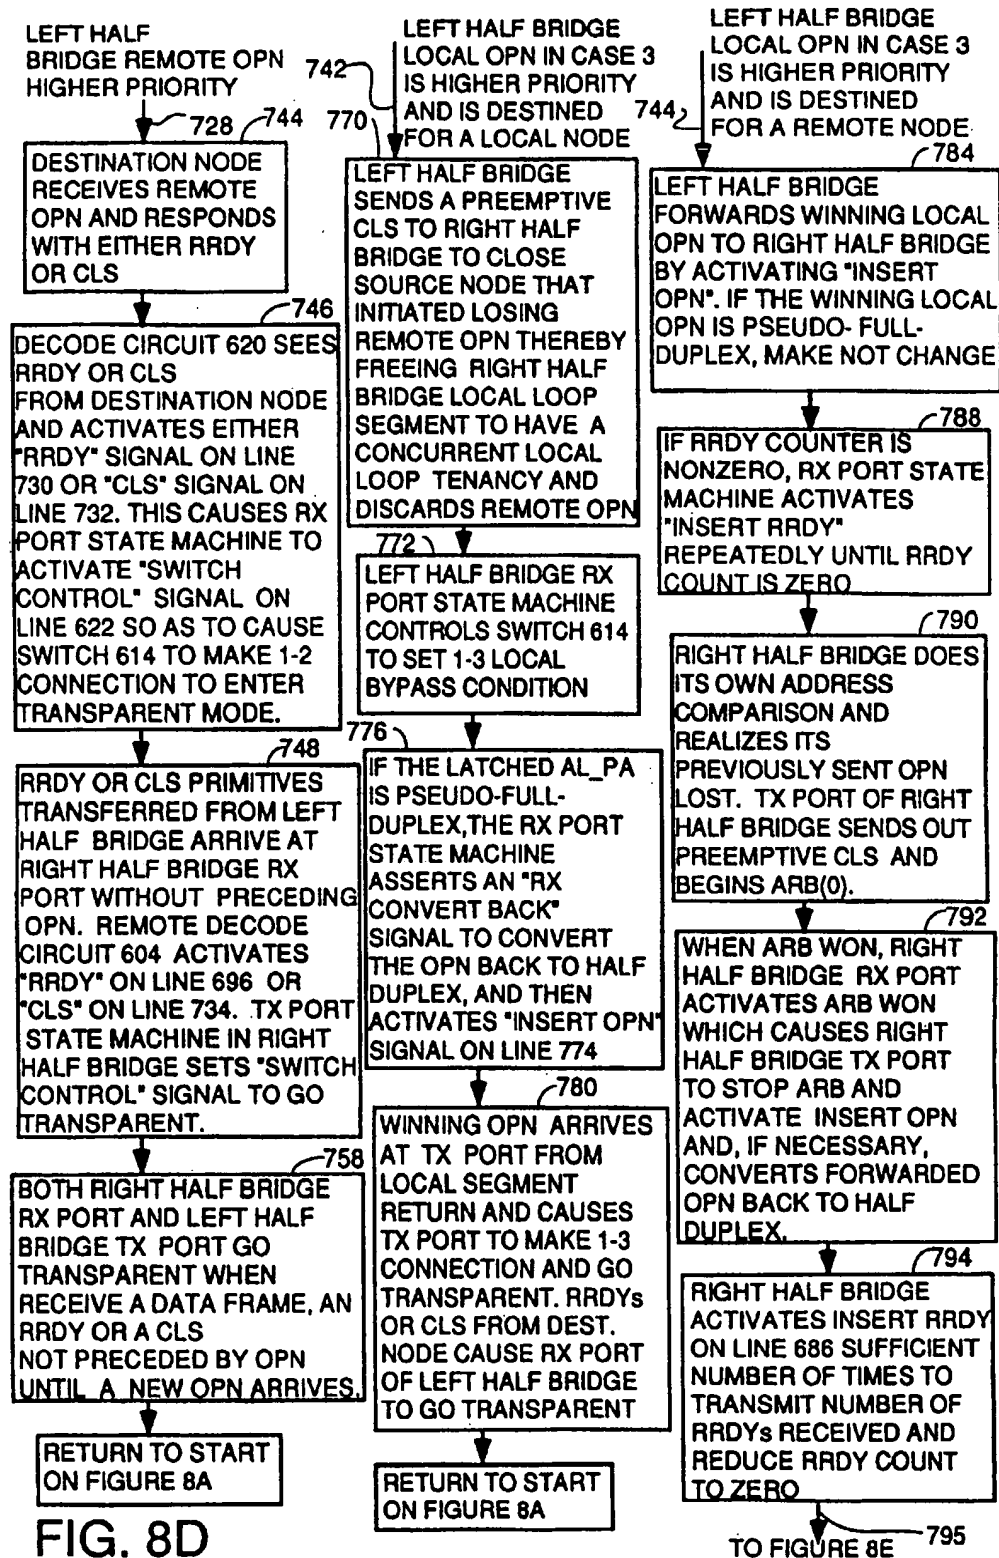 LEFT HALF
BRIDGE REMOTE OPN
HIGHER PRIORITY
728
744
DESTINATION NODE
RECEIVES REMOTE
OPN AND RESPONDS
WITH EITHER RRDY
OR CLS
746
DECODE CIRCUIT 620 SEES
RRDY OR CLS
FROM DESTINATION NODE
AND ACTIVATES EITHER
"RRDY" SIGNAL ON LINE
730 OR "CLS" SIGNAL ON
LINE 732. THIS CAUSES RX
PORT STATE MACHINE TO
ACTIVATE "SWITCH
CONTROL" SIGNAL ON
LINE 622 SO AS TO CAUSE
SWITCH 614 TO MAKE 1-2
CONNECTION TO ENTER
TRANSPARENT MODE.
748
RRDY OR CLS PRIMITIVES
TRANSFERRED FROM LEFT
HALF BRIDGE ARRIVE AT
RIGHT HALF BRIDGE RX
PORT WITHOUT PRECEDING
OPN. REMOTE DECODE
CIRCUIT 604 ACTIVATES
"RRDY" ON LINE 696 OR
"CLS" ON LINE 734. TX PORT
STATE MACHINE IN RIGHT
HALF BRIDGE SETS "SWITCH
CONTROL" SIGNAL TO GO
TRANSPARENT.
758
BOTH RIGHT HALF BRIDGE
RX PORT AND LEFT HALF
BRIDGE TX PORT GO
TRANSPARENT WHEN
RECEIVE A DATA FRAME, AN
RRDY OR A CLS
NOT PRECEDED BY OPN
UNTIL A NEW OPN ARRIVES.
RETURN TO START
ON FIGURE 8A
FIG. 8D
LEFT HALF BRIDGE
LOCAL OPN IN CASE 3
IS HIGHER PRIORITY
AND IS DESTINED
FOR A LOCAL NODE
742
770
LEFT HALF BRIDGE
SENDS A PREEMPTIVE
CLS TO RIGHT HALF
BRIDGE TO CLOSE
SOURCE NODE THAT
INITIATED LOSING
REMOTE OPN THEREBY
FREEING RIGHT HALF
BRIDGE LOCAL LOOP
SEGMENT TO HAVE A
CONCURRENT LOCAL
LOOP TENANCY AND
DISCARDS REMOTE OPN
772
LEFT HALF BRIDGE RX
PORT STATE MACHINE
CONTROLS SWITCH 614
TO SET 1-3 LOCAL
BYPASS CONDITION
776
IF THE LATCHED AL_PA
IS PSEUDO-FULL-
DUPLEX,THE RX PORT
STATE MACHINE
ASSERTS AN "RX
CONVERT BACK"
SIGNAL TO CONVERT
THE OPN BACK TO HALF
DUPLEX, AND THEN
ACTIVATES "INSERT OPN"
SIGNAL ON LINE 774
780
WINNING OPN ARRIVES
AT TX PORT FROM
LOCAL SEGMENT
RETURN AND CAUSES
TX PORT TO MAKE 1-3
CONNECTION AND GO
TRANSPARENT. RRDYs
OR CLS FROM DEST.
NODE CAUSE RX PORT
OF LEFT HALF BRIDGE
TO GO TRANSPARENT
RETURN TO START
ON FIGURE 8A
LEFT HALF BRIDGE
LOCAL OPN IN CASE 3
IS HIGHER PRIORITY
AND IS DESTINED
FOR A REMOTE NODE
744
784
LEFT HALF BRIDGE
FORWARDS WINNING LOCAL
OPN TO RIGHT HALF BRIDGE
BY ACTIVATING "INSERT
OPN". IF THE WINNING LOCAL
OPN IS PSEUDO- FULL-
DUPLEX, MAKE NOT CHANGE
788
IF RRDY COUNTER IS
NONZERO, RX PORT STATE
MACHINE ACTIVATES
"INSERT RRDY"
REPEATEDLY UNTIL RRDY
COUNT IS ZERO
790
RIGHT HALF BRIDGE DOES
ITS OWN ADDRESS
COMPARISON AND
REALIZES ITS
PREVIOUSLY SENT OPN
LOST. TX PORT OF RIGHT
HALF BRIDGE SENDS OUT
PREEMPTIVE CLS AND
BEGINS ARB(0).
792
WHEN ARB WON, RIGHT
HALF BRIDGE RX PORT
ACTIVATES ARB WON
WHICH CAUSES RIGHT
HALF BRIDGE TX PORT
TO STOP ARB AND
ACTIVATE INSERT OPN
AND, IF NECESSARY,
CONVERTS FORWARDED
OPN BACK TO HALF
DUPLEX.
794
RIGHT HALF BRIDGE
ACTIVATES INSERT RRDY
ON LINE 686 SUFFICIENT
NUMBER OF TIMES TO
TRANSMIT NUMBER OF
RRDYs RECEIVED AND
REDUCE RRDY COUNT
TO ZERO
795
TO FIGURE 8E